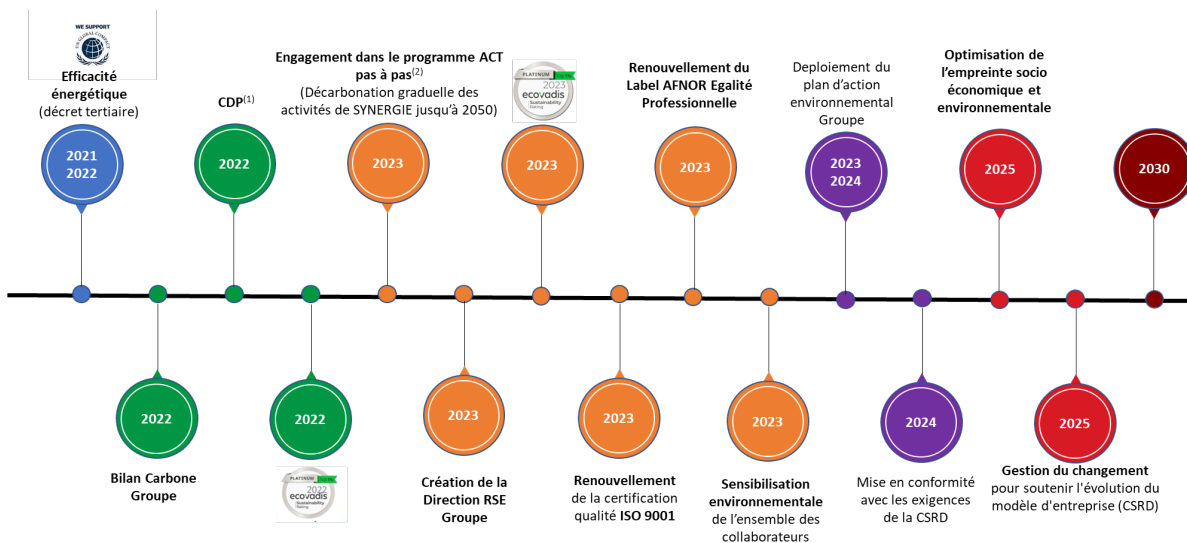 WE SUPPORT
Efficacité
énergétique
(décret tertiaire)
2021
2022
Bilan Carbone
Groupe
2022
CDP(1)
2022
2022
PLATINUM
2022
ecovadis
Sustainability
Rating
Engagement dans le programme ACT
pas à pas(2)
(Décarbonation graduelle des
activités de SYNERGIE jusqu'à 2050)
2023
2023
Création de la
Direction RSE
Groupe
PLATINUM
2023
ecovadis
Sustainability
Rating
2023
2023
Renouvellement
de la certification
qualité ISO 9001
Renouvellement du
Label AFNOR Egalité
Professionnelle
2023
2023
Sensibilisation
environnementale
de l'ensemble des
collaborateurs
Deploiement du
plan d'action
environnemental
Groupe
2023
2024
2024
Mise en conformité
avec les exigences
de la CSRD
Optimisation de
l'empreinte socio
économique et
environnementale
2025
2025
Gestion du changement
pour soutenir l'évolution du
modèle d'entreprise (CSRD)
2030